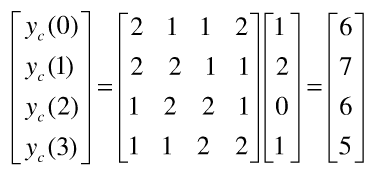 y_c(0) 2 1 1 2 1 6
y_c(1) 2 2 1 1 2 7
y_c(2) = 1 2 2 1 0 = 6
y_c(3) 1 1 2 2 1 5